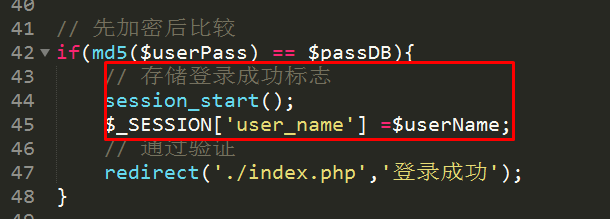 40
41 // 先加密后比较
42 if(md5($userPass) == $passDB){
43 // 存储登录成功标志
44 session_start();
45 $_SESSION['user_name'] =$userName;
46 // 通过验证
47 redirect('./index.php','登录成功');
48 }
49